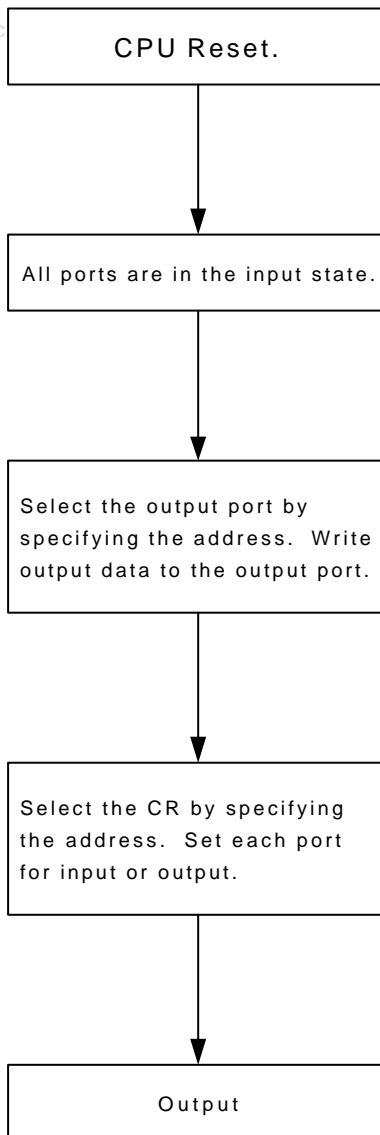 CPU Reset.
All ports are in the input state.
Select the output port by
specifying the address. Write
output data to the output port.
Select the CR by specifying
the address. Set each port
for input or output.
Output